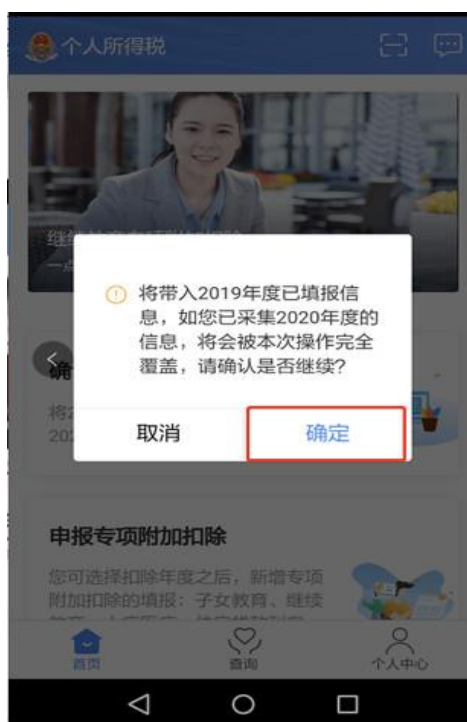 个人所得税
将带入2019年度已填报信
息，如您已采集2020年度的
信息，将会被本次操作完全
覆盖，请确认是否继续？
取消
确定
申报专项附加扣除
您可选择扣除年度之后，新增专项
附加扣除的填报：子女教育、继续
首页
查询
个人中心